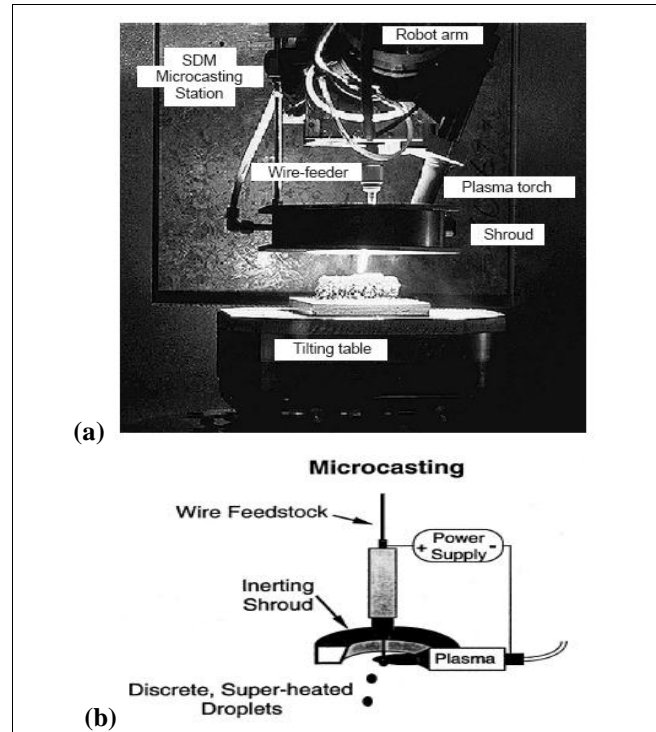 Robot arm
SDM
Microcasting
Station
Wire-feeder
Plasma torch
Shroud
Tilting table
(a)
Microcasting
Wire Feedstock
+ Power -
Supply
Inerting
Shroud
Plasma
Discrete, Super-heated
Droplets
(b)